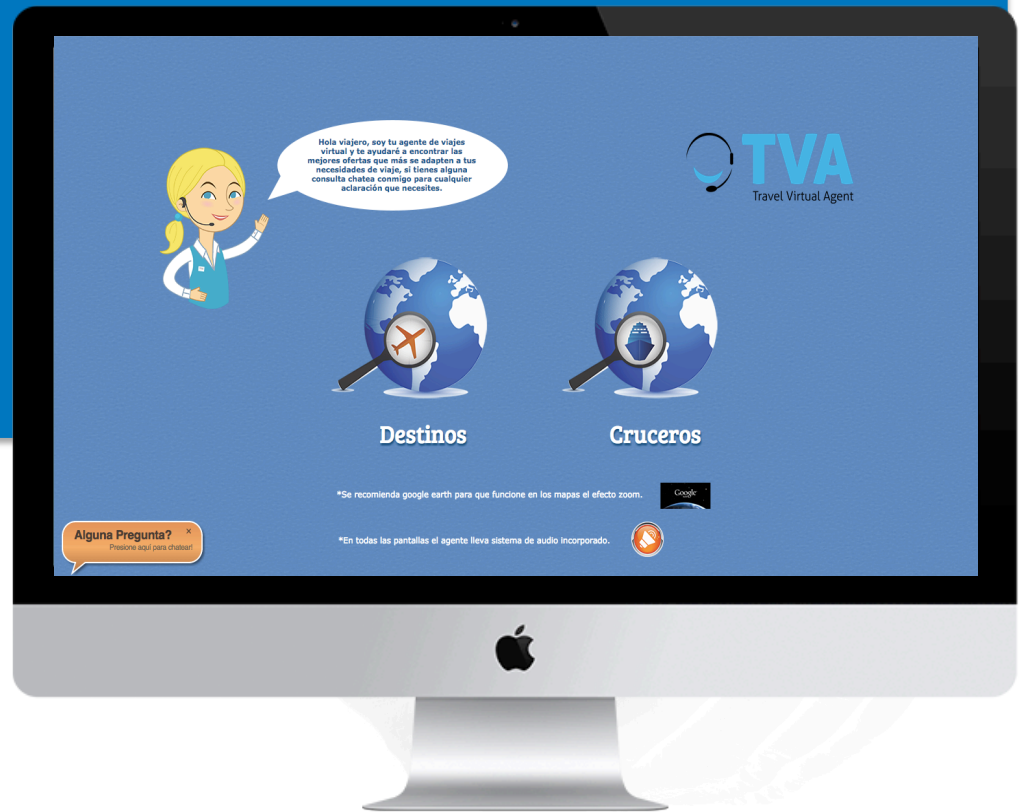 Hola viajero, soy tu agente de viajes
virtual y te ayudaré a encontrar las
mejores ofertas que más se adapten a tus
necesidades de viaje, si tienes alguna
consulta chatea conmigo para cualquier
aclaración que necesites.
TVA
Travel Virtual Agent
Destinos
Cruceros
*Se recomienda google earth para que funcione en los mapas el efecto zoom.
Google
*En todas las pantallas el agente lleva sistema de audio incorporado.
Alguna Pregunta? ×
Presione aquí para chatear!